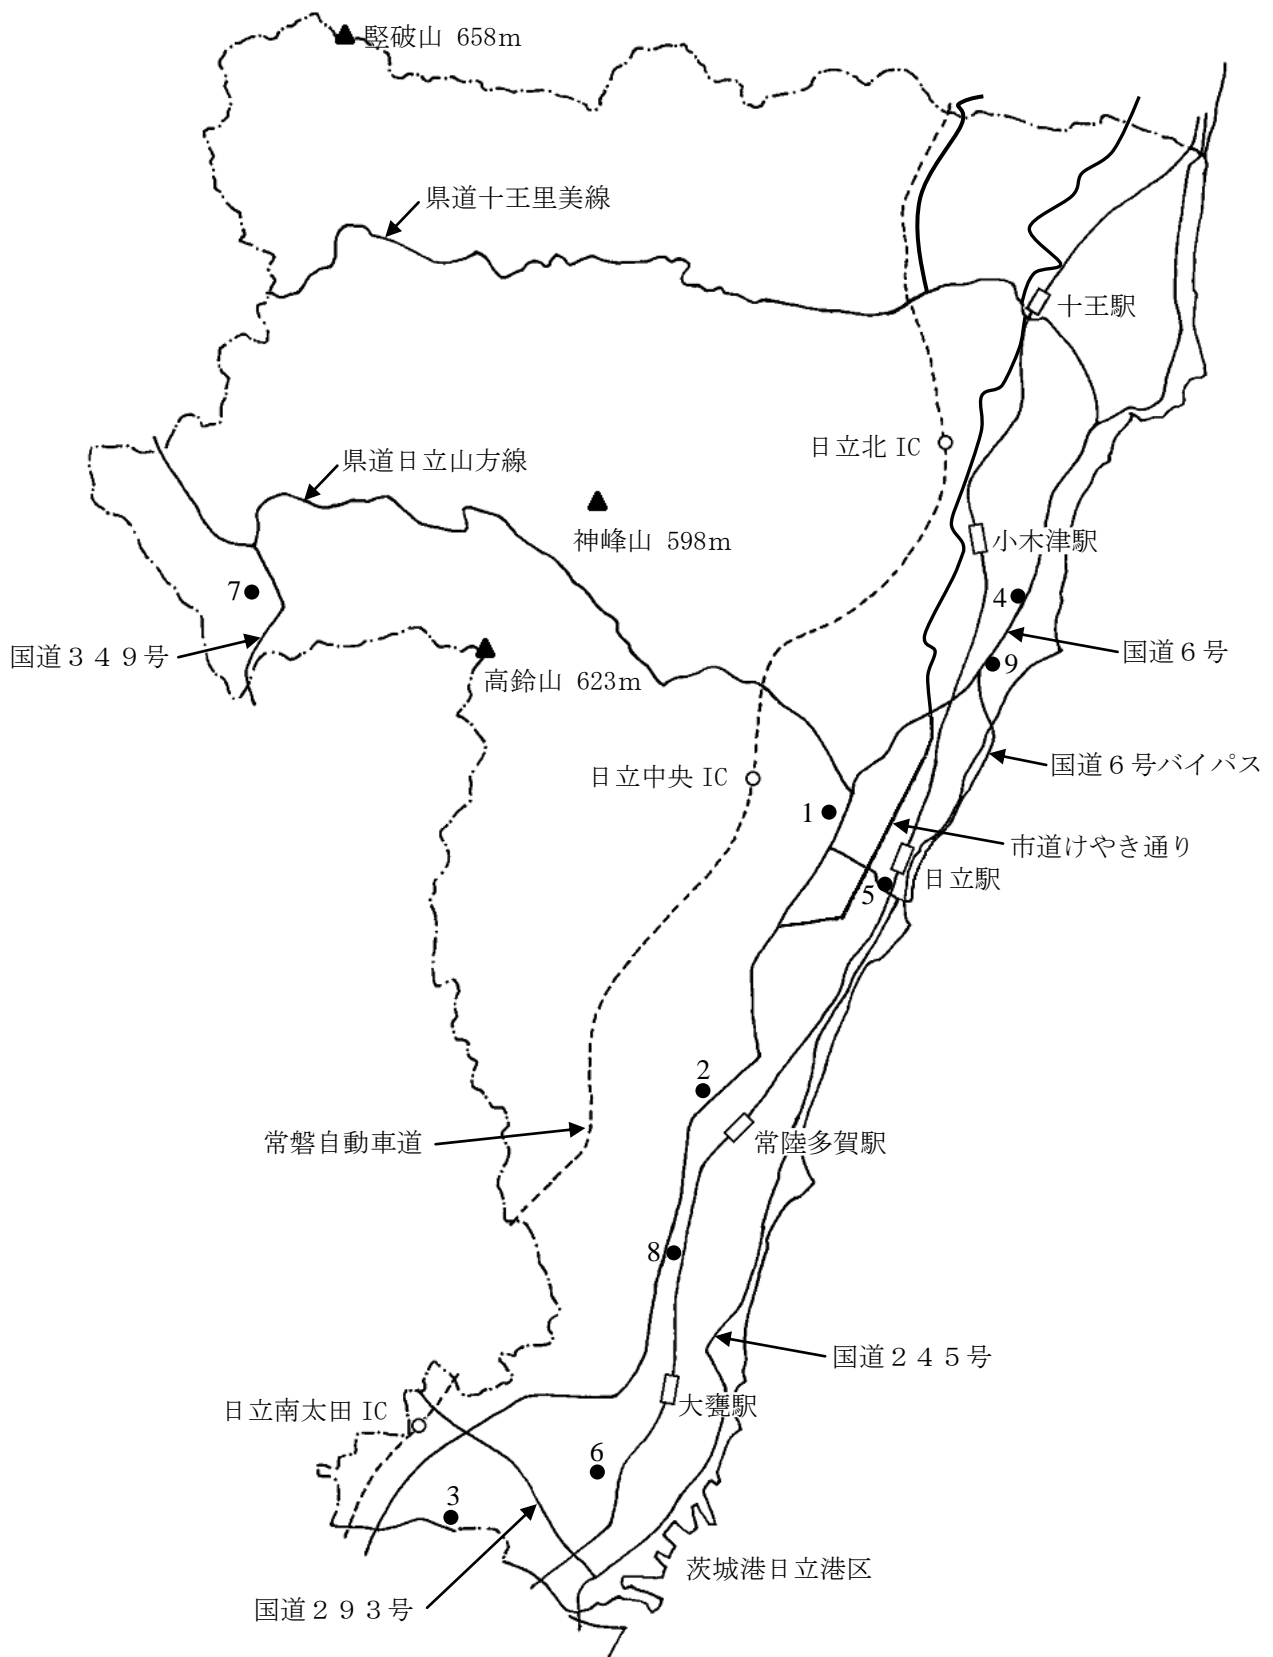 竪破山 658m
県道十王里美線
十王駅
日立北 IC
県道日立山方線
神峰山 598m
小木津駅
7
4
国道349号
国道6号
9
高鈴山 623m
国道6号バイパス
日立中央 IC
1
市道けやき通り
日立駅
5
2
常磐自動車道
常陸多賀駅
8
国道245号
大甕駅
日立南太田 IC
6
3
茨城港日立港区
国道293号